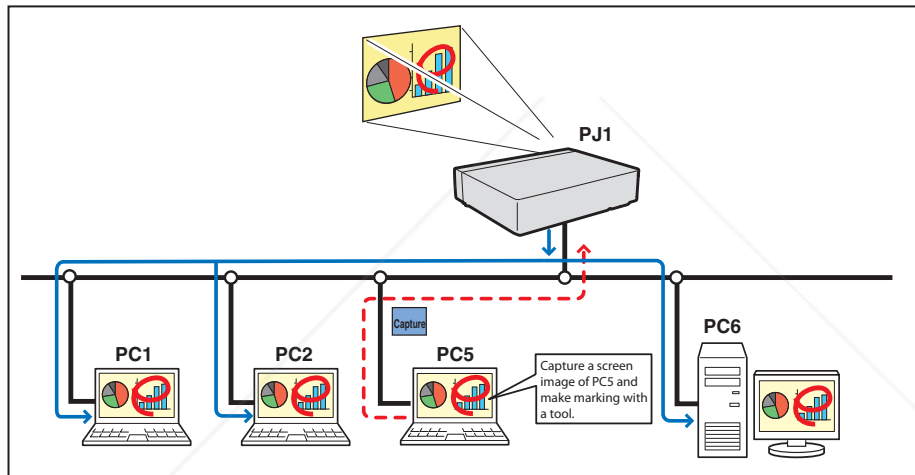 PJ1
Capture
PC1
PC2
PC5
PC6
Capture a screen
image of PC5 and
make marking with
a tool.